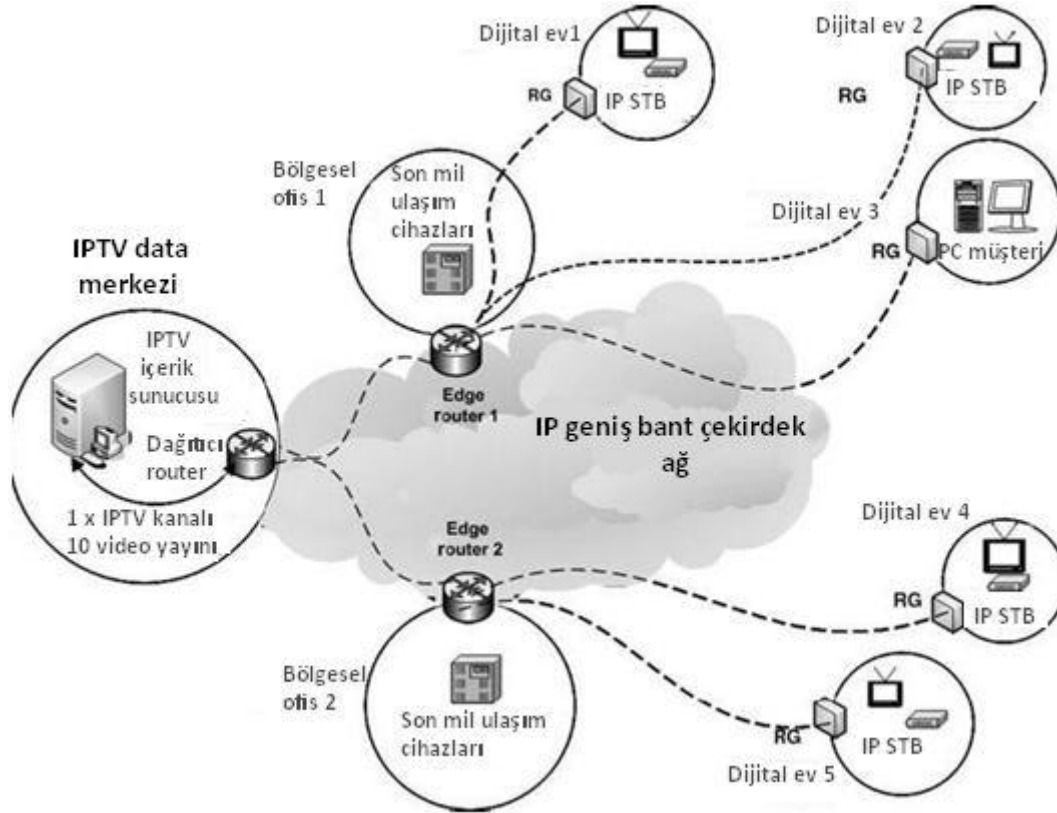 Dijital ev1
RG
IP STB
Dijital ev 2
RG
IP STB
Bölgesel
ofis 1
Son mil
ulaşım
cihazları
Dijital ev 3
RG
PC müşteri
IPTV data
merkezi
IPTV
içerik
sunucusu
Dağıtıcı
router
1 x IPTV kanalı
10 video yayını
Edge
router 1
IP geniş bant çekirdek
ağ
Edge
router 2
Dijital ev 4
RG
IP STB
Bölgesel
ofis 2
Son mil ulaşım
cihazları
RG
IP STB
Dijital ev 5